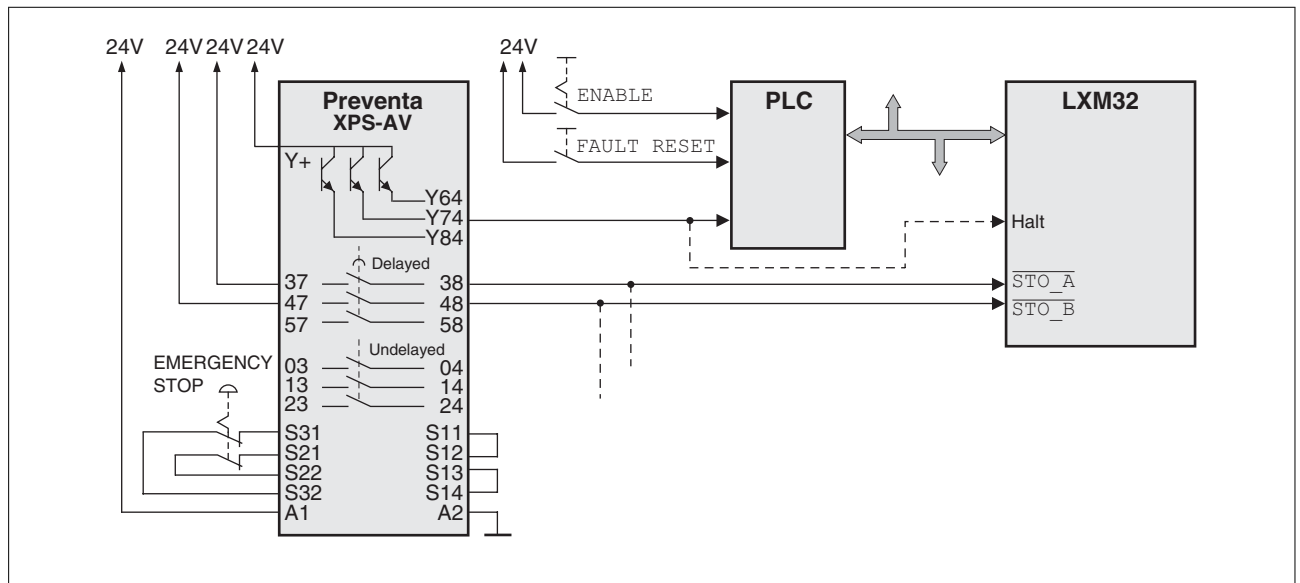 24V
24V
24V
24V
24V
Preventa
XPS-AV
Y+
Y64
Y74
Y84
Delayed
37
38
47
48
57
58
Undelayed
03
04
13
14
23
24
EMERGENCY
STOP
S31
S11
S21
S12
S22
S13
S32
S14
A1
A2
ENABLE
FAULT RESET
PLC
LXM32
Halt
STO_A
STO_B